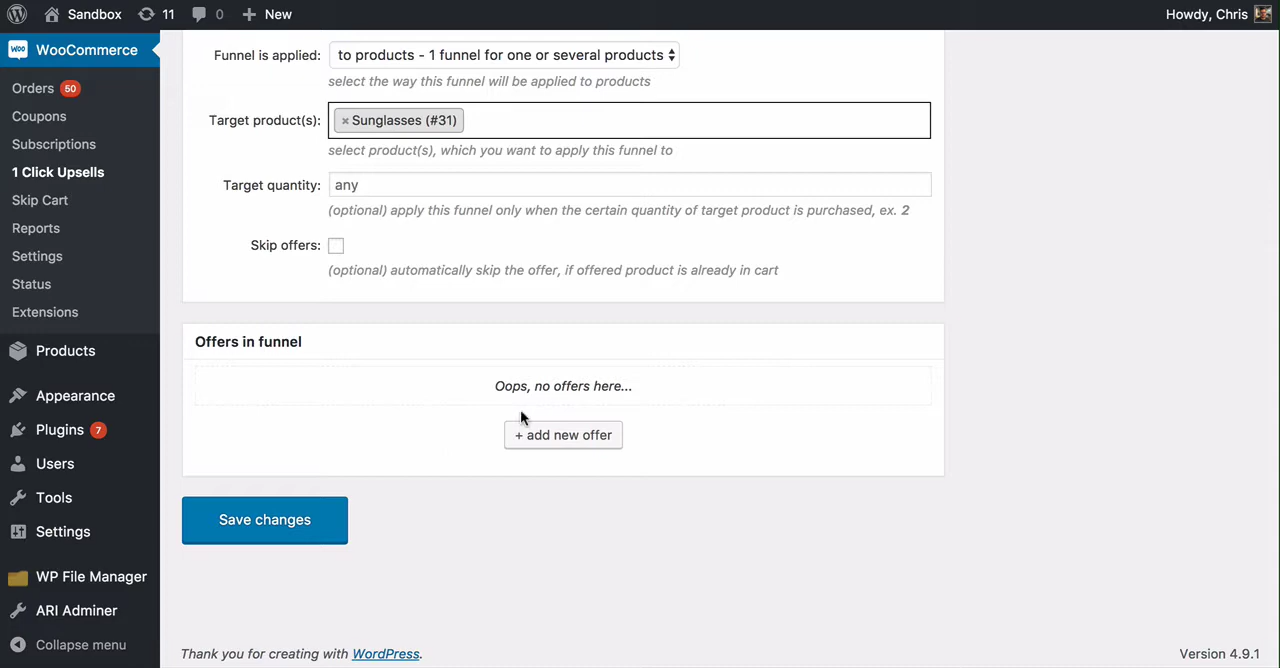 Sandbox 11 0 + New Howdy, Chris
woo WooCommerce
Orders 50
Coupons
Subscriptions
1 Click Upsells
Skip Cart
Reports
Settings
Status
Extensions
Products
Appearance
Plugins 7
Users
Tools
Settings
WP File Manager
ARI Adminer
Collapse menu
Funnel is applied: to products - 1 funnel for one or several products
select the way this funnel will be applied to products
Target product(s): × Sunglasses (#31)
select product(s), which you want to apply this funnel to
Target quantity: any
(optional) apply this funnel only when the certain quantity of target product is purchased, ex. 2
Skip offers:
(optional) automatically skip the offer, if offered product is already in cart
Offers in funnel
Oops, no offers here...
+ add new offer
Save changes
Thank you for creating with WordPress. Version 4.9.1